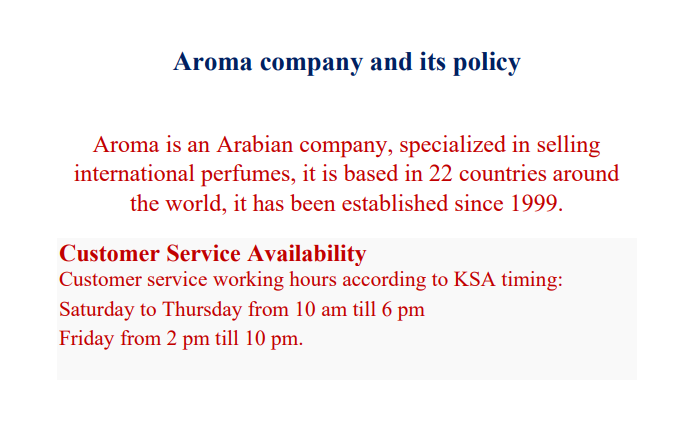 Aroma company and its policy
Aroma is an Arabian company, specialized in selling
international perfumes, it is based in 22 countries around
the world, it has been established since 1999.
Customer Service Availability
Customer service working hours according to KSA timing:
Saturday to Thursday from 10 am till 6 pm
Friday from 2 pm till 10 pm.